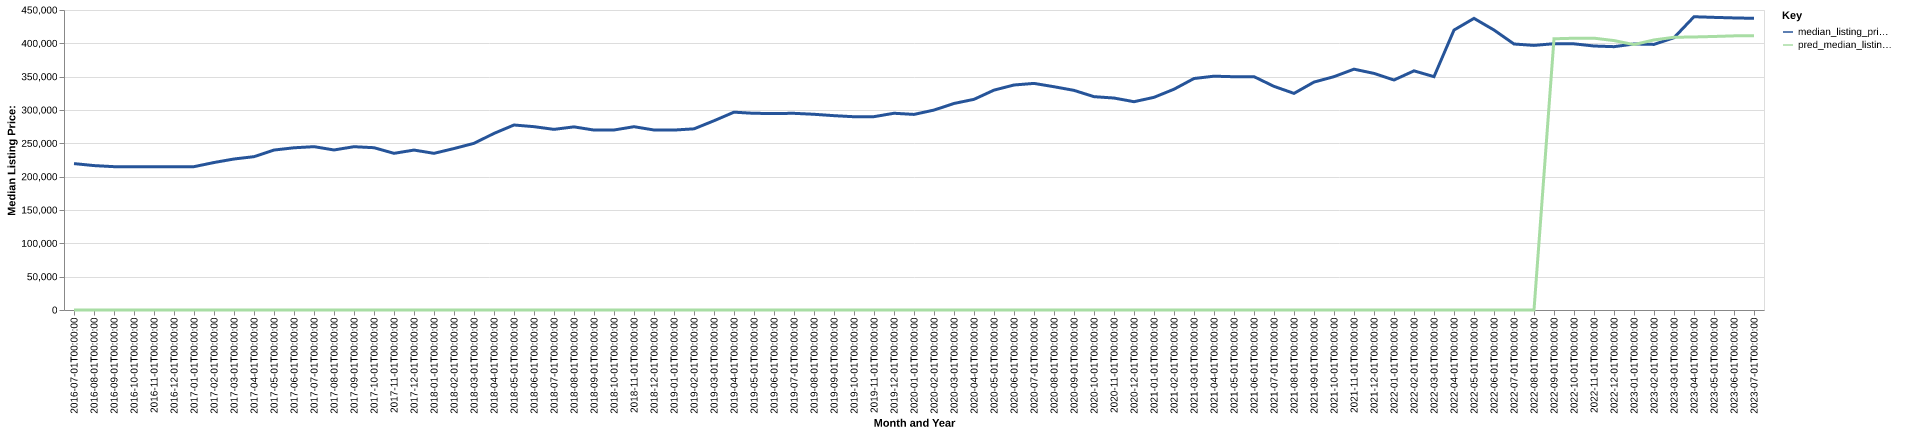 Median Listing Price:
450,000
400,000
350,000
300,000
250,000
200,000
150,000
100,000
50,000
0
2016-07-01T00:00:00
2016-08-01T00:00:00
2016-09-01T00:00:00
2016-10-01T00:00:00
2016-11-01T00:00:00
2016-12-01T00:00:00
2017-01-01T00:00:00
2017-02-01T00:00:00
2017-03-01T00:00:00
2017-04-01T00:00:00
2017-05-01T00:00:00
2017-06-01T00:00:00
2017-07-01T00:00:00
2017-08-01T00:00:00
2017-09-01T00:00:00
2017-10-01T00:00:00
2017-11-01T00:00:00
2017-12-01T00:00:00
2018-01-01T00:00:00
2018-02-01T00:00:00
2018-03-01T00:00:00
2018-04-01T00:00:00
2018-05-01T00:00:00
2018-06-01T00:00:00
2018-07-01T00:00:00
2018-08-01T00:00:00
2018-09-01T00:00:00
2018-10-01T00:00:00
2018-11-01T00:00:00
2018-12-01T00:00:00
2019-01-01T00:00:00
2019-02-01T00:00:00
2019-03-01T00:00:00
2019-04-01T00:00:00
2019-05-01T00:00:00
2019-06-01T00:00:00
2019-07-01T00:00:00
2019-08-01T00:00:00
2019-09-01T00:00:00
2019-10-01T00:00:00
2019-11-01T00:00:00
2019-12-01T00:00:00
2020-01-01T00:00:00
2020-02-01T00:00:00
2020-03-01T00:00:00
2020-04-01T00:00:00
2020-05-01T00:00:00
2020-06-01T00:00:00
2020-07-01T00:00:00
2020-08-01T00:00:00
2020-09-01T00:00:00
2020-10-01T00:00:00
2020-11-01T00:00:00
2020-12-01T00:00:00
2021-01-01T00:00:00
2021-02-01T00:00:00
2021-03-01T00:00:00
2021-04-01T00:00:00
2021-05-01T00:00:00
2021-06-01T00:00:00
2021-07-01T00:00:00
2021-08-01T00:00:00
2021-09-01T00:00:00
2021-10-01T00:00:00
2021-11-01T00:00:00
2021-12-01T00:00:00
2022-01-01T00:00:00
2022-02-01T00:00:00
2022-03-01T00:00:00
2022-04-01T00:00:00
2022-05-01T00:00:00
2022-06-01T00:00:00
2022-07-01T00:00:00
2022-08-01T00:00:00
2022-09-01T00:00:00
2022-10-01T00:00:00
2022-11-01T00:00:00
2022-12-01T00:00:00
2023-01-01T00:00:00
2023-02-01T00:00:00
2023-03-01T00:00:00
2023-04-01T00:00:00
2023-05-01T00:00:00
2023-06-01T00:00:00
2023-07-01T00:00:00
Month and Year
Key
median_listing_pri…
pred_median_listin…